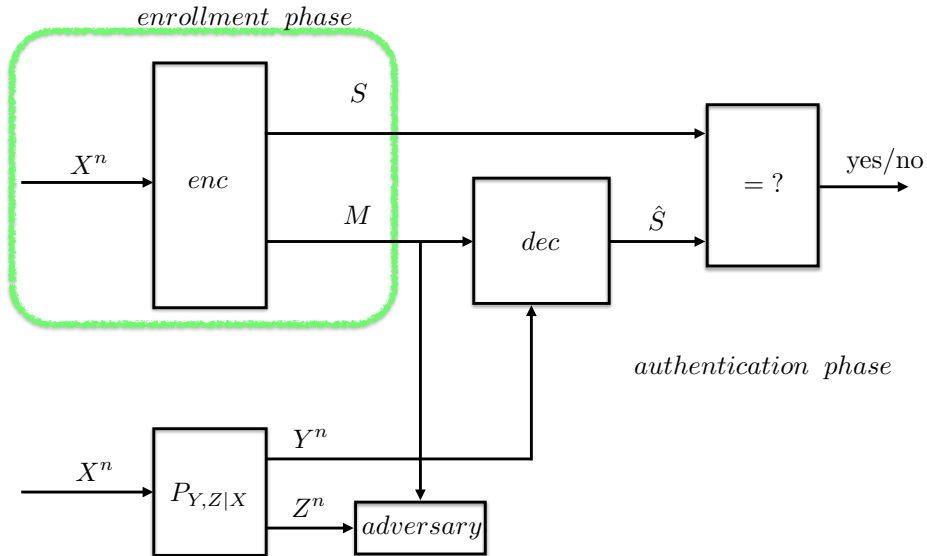 enrollment phase
S
X^n
enc
M
= ?
yes/no
dec
Ŝ
authentication phase
X^n
P_{Y,Z|X}
Y^n
Z^n
adversary